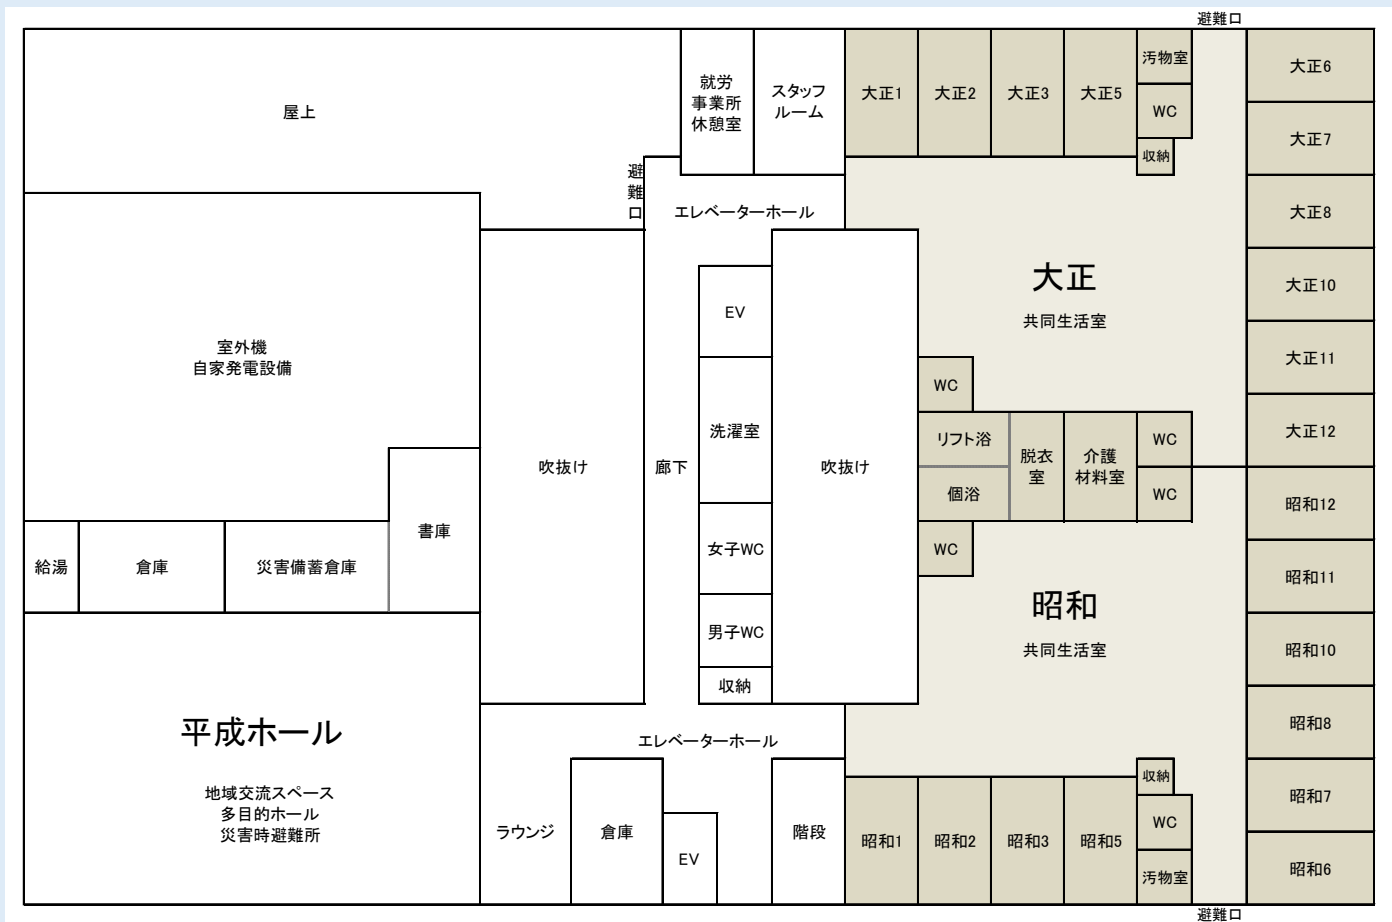 避難口
屋上
就労
事業所
休憩室
スタッフ
ルーム
大正1
大正2
大正3
大正5
汚物室
WC
収納
大正6
大正7
大正8
大正10
大正11
大正12
避難口
エレベーターホール
大正
共同生活室
室外機
自家発電設備
吹抜け
廊下
EV
洗濯室
女子WC
男子WC
収納
吹抜け
WC
リフト浴
個浴
脱衣
室
介護
材料室
WC
WC
WC
書庫
給湯
倉庫
災害備蓄倉庫
昭和
共同生活室
昭和12
昭和11
昭和10
昭和8
昭和7
昭和6
平成ホール
地域交流スペース
多目的ホール
災害時避難所
エレベーターホール
ラウンジ
倉庫
EV
階段
昭和1
昭和2
昭和3
昭和5
収納
WC
汚物室
避難口